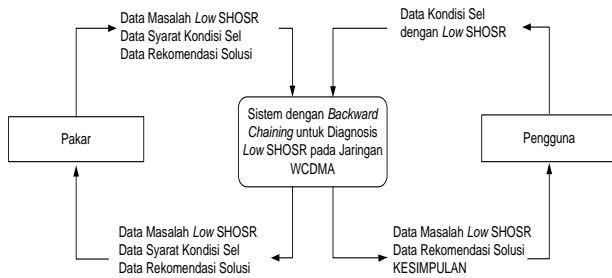 Data Masalah Low SHOSR
Data Syarat Kondisi Sel
Data Rekomendasi Solusi
Data Kondisi Sel
dengan Low SHOSR
Pakar
Sistem dengan Backward
Chaining untuk Diagnosis
Low SHOSR pada Jaringan
WCDMA
Pengguna
Data Masalah Low SHOSR
Data Syarat Kondisi Sel
Data Rekomendasi Solusi
Data Masalah Low SHOSR
Data Rekomendasi Solusi
KESIMPULAN